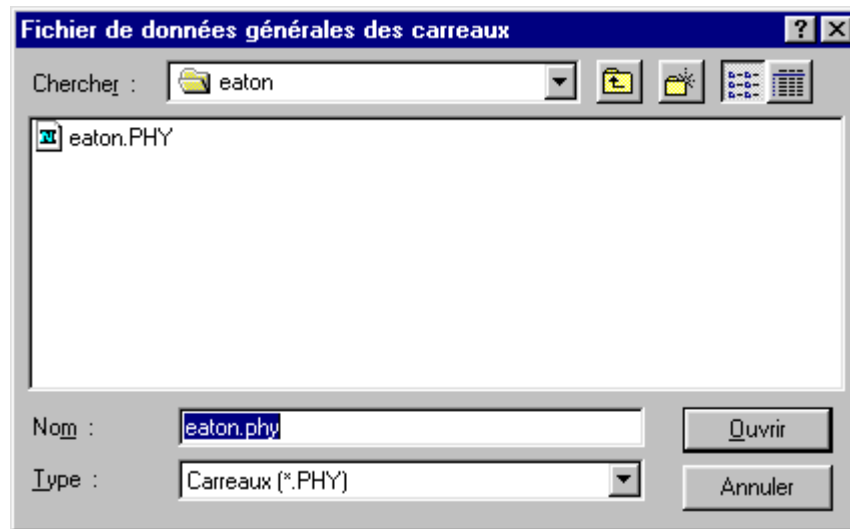 Fichier de données générales des carreaux
Chercher : eaton
eaton.PHY
Nom : eaton.phy Ouvrir
Type : Carreaux (*.PHY) Annuler